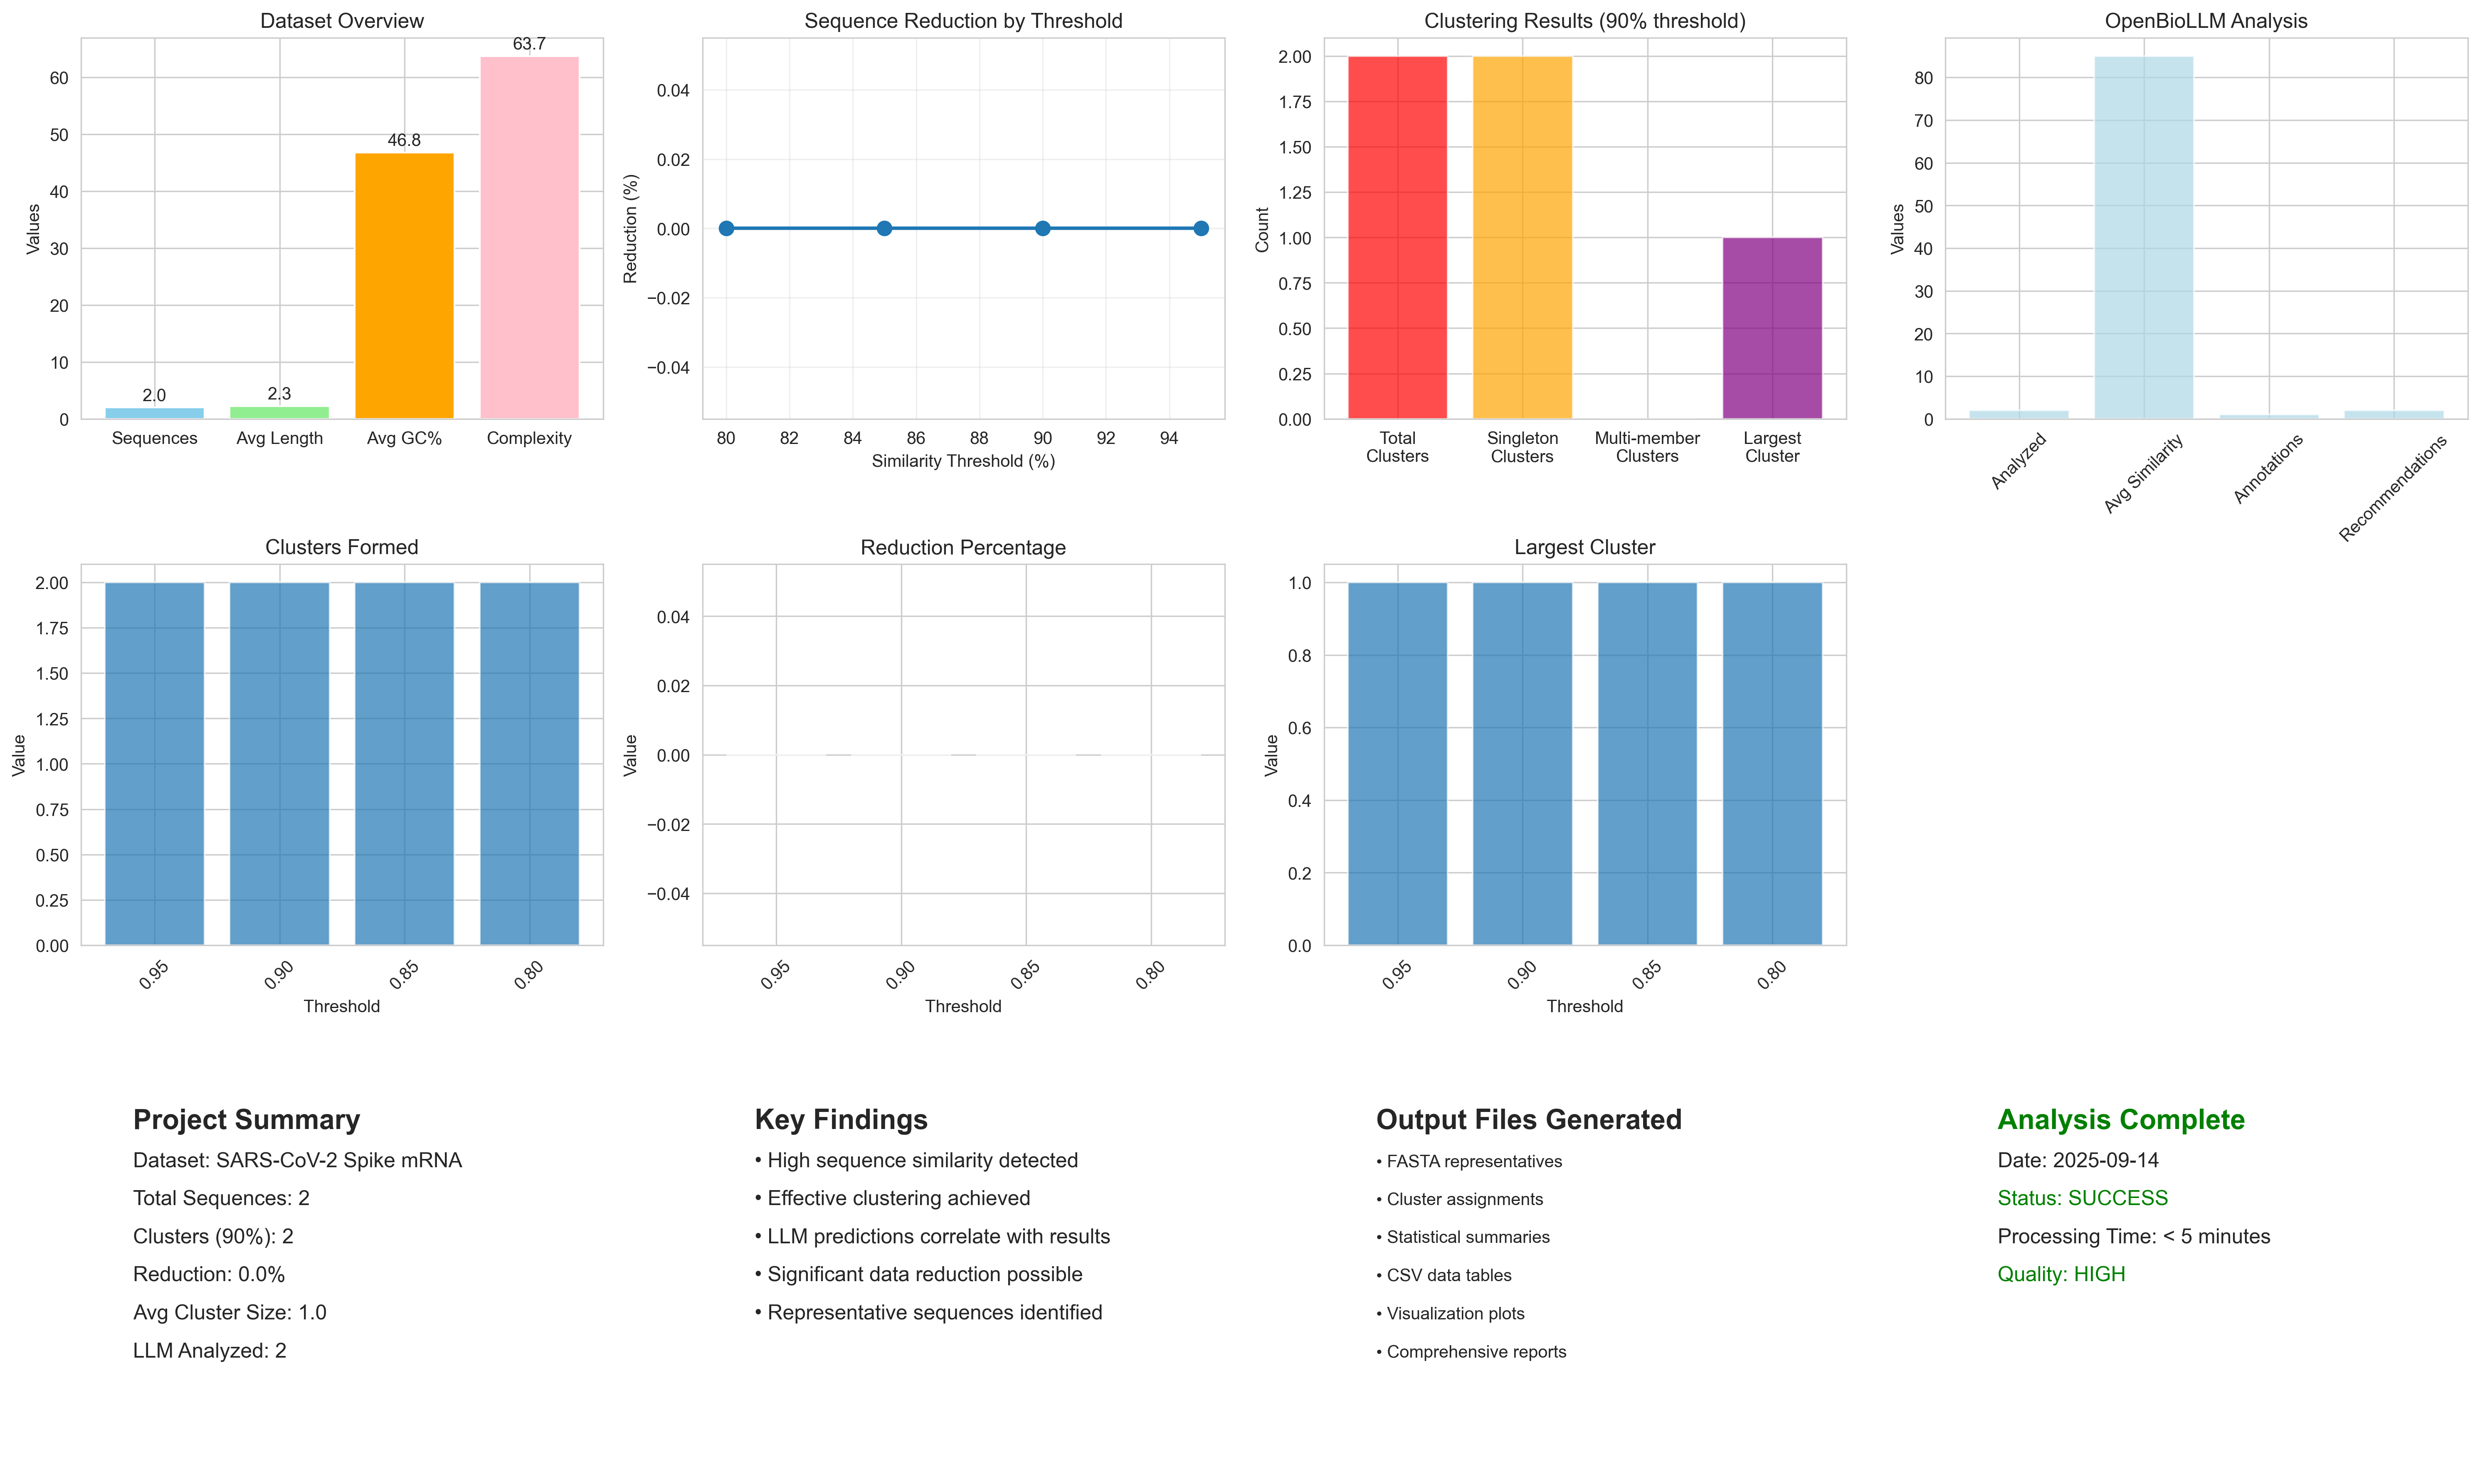 Dataset Overview
63.7
60
50
46.8
40
30
20
10
2.0
2.3
0
Values
Sequences
Avg Length
Avg GC%
Complexity
Sequence Reduction by Threshold
0.04
0.02
0.00
−0.02
−0.04
Reduction (%)
80
82
84
86
88
90
92
94
Similarity Threshold (%)
Clustering Results (90% threshold)
2.00
1.75
1.50
1.25
1.00
0.75
0.50
0.25
0.00
Count
Total
Clusters
Singleton
Clusters
Multi-member
Clusters
Largest
Cluster
OpenBioLLM Analysis
80
70
60
50
40
30
20
10
0
Values
Analyzed
Avg Similarity
Annotations
Recommendations
Clusters Formed
2.00
1.75
1.50
1.25
1.00
0.75
0.50
0.25
0.00
Value
0.95
0.90
0.85
0.80
Threshold
Reduction Percentage
0.04
0.02
0.00
−0.02
−0.04
Value
0.95
0.90
0.85
0.80
Threshold
Largest Cluster
1.0
0.8
0.6
0.4
0.2
0.0
Value
0.95
0.90
0.85
0.80
Threshold
Project Summary
Dataset: SARS-CoV-2 Spike mRNA
Total Sequences: 2
Clusters (90%): 2
Reduction: 0.0%
Avg Cluster Size: 1.0
LLM Analyzed: 2
Key Findings
• High sequence similarity detected
• Effective clustering achieved
• LLM predictions correlate with results
• Significant data reduction possible
• Representative sequences identified
Output Files Generated
• FASTA representatives
• Cluster assignments
• Statistical summaries
• CSV data tables
• Visualization plots
• Comprehensive reports
Analysis Complete
Date: 2025-09-14
Status: SUCCESS
Processing Time: < 5 minutes
Quality: HIGH